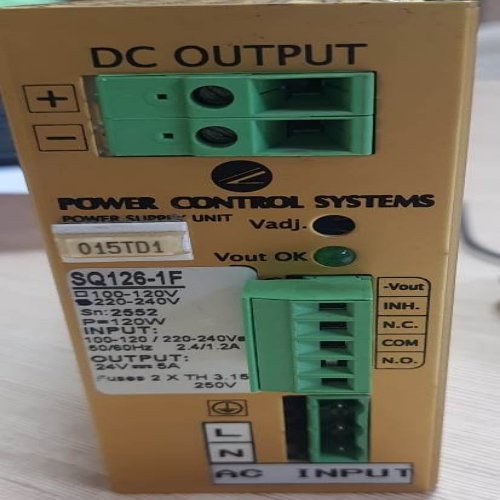 DC OUTPUT
+
−
POWER CONTROL SYSTEMS
POWER SUPPLY UNIT
Vadj.
015TD1
Vout OK
SQ126-1F
100-120V
220-240V
Sn:2552
P=120W
INPUT:
100-120 / 220-240V
50/60Hz 2.4/1.2A
OUTPUT:
24V 5A
Fuses 2 X TH 3.15
250V
-Vout
INH.
N.C.
COM
N.O.
L
N
AC INPUT